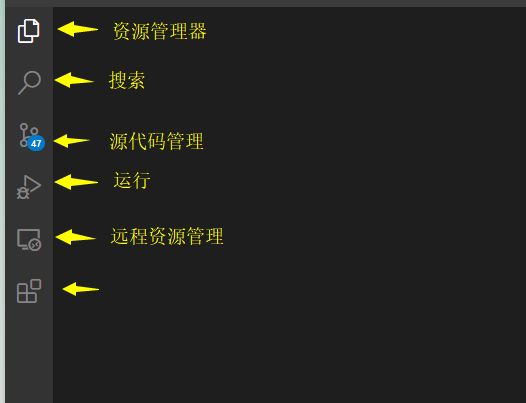 资源管理器
搜索
47
源代码管理
运行
远程资源管理